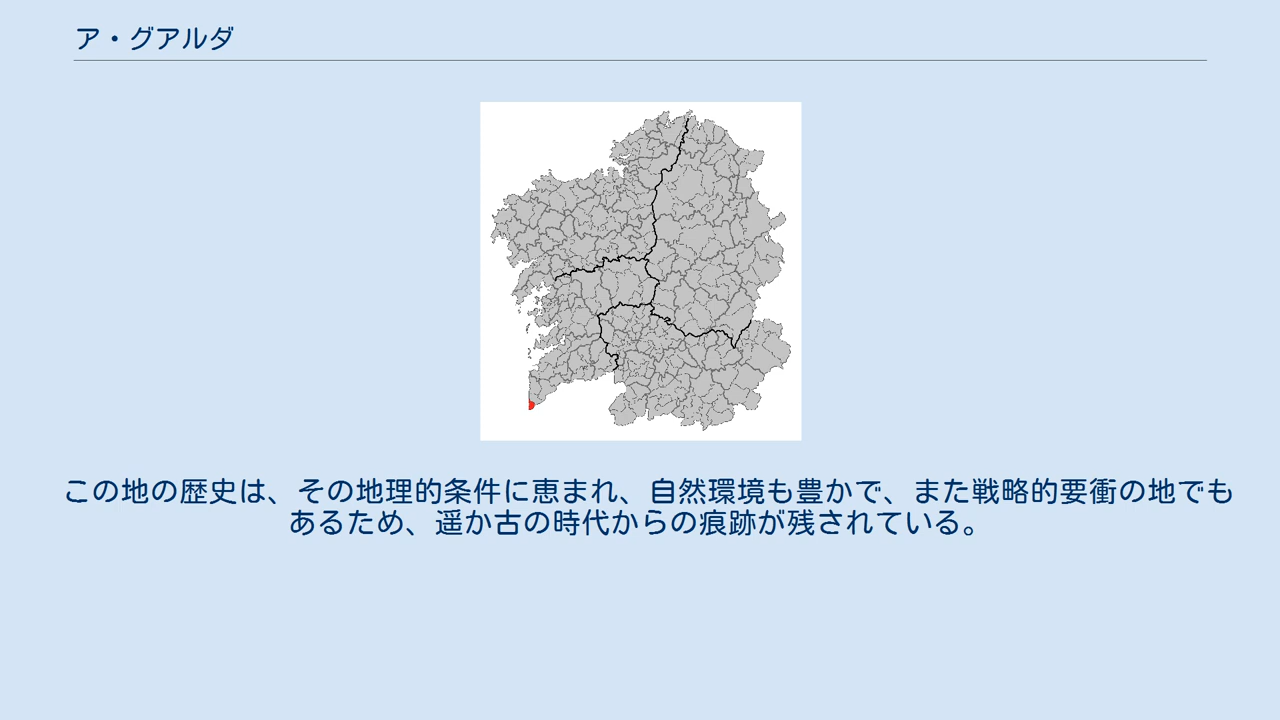 ア・グアルダ
この地の歴史は、その地理的条件に恵まれ、自然環境も豊かで、また戦略的要衝の地でも
あるため、遥か古の時代からの痕跡が残されている。